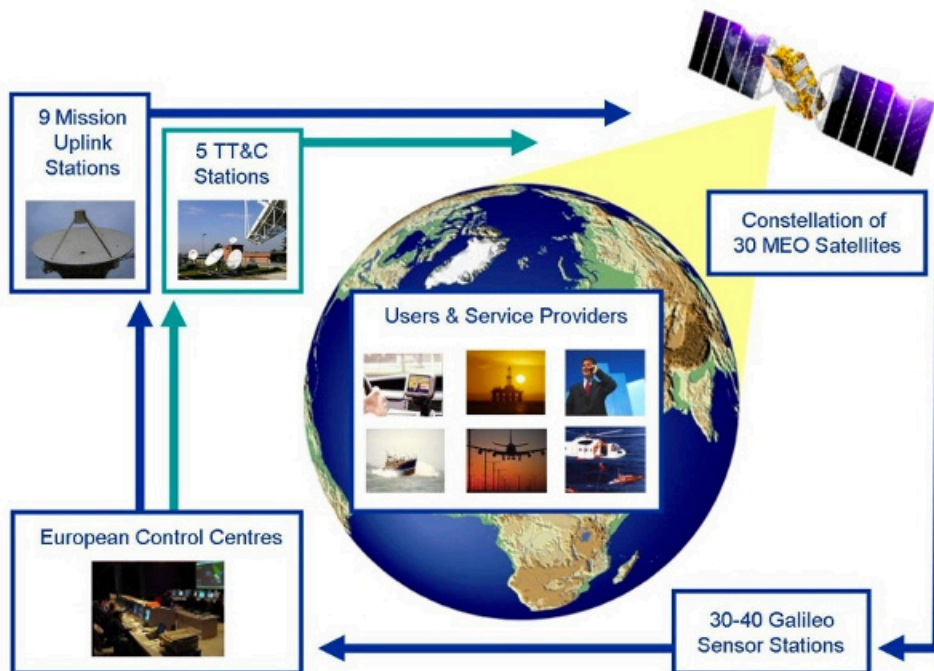 9 Mission
Uplink
Stations
5 TT&C
Stations
Constellation of
30 MEO Satellites
Users & Service Providers
European Control Centres
30-40 Galileo
Sensor Stations